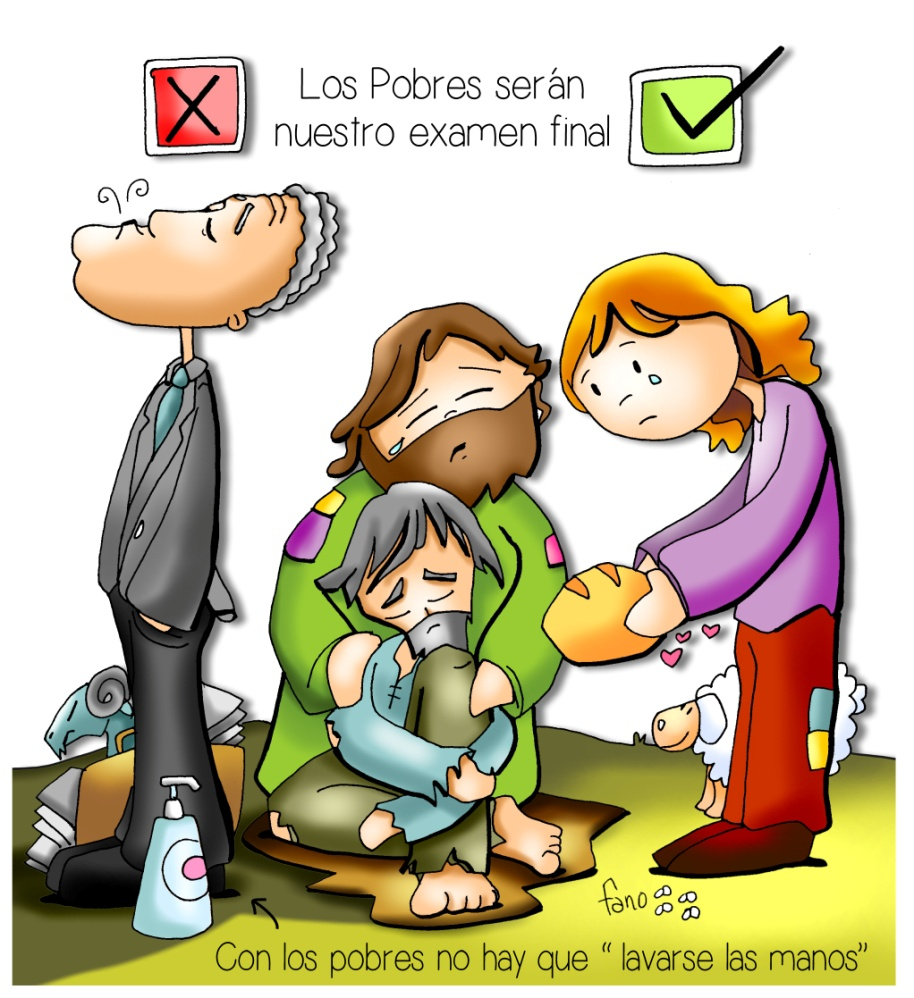 Los Pobres serán
nuestro examen final
fano
Con los pobres no hay que “ lavarse las manos”